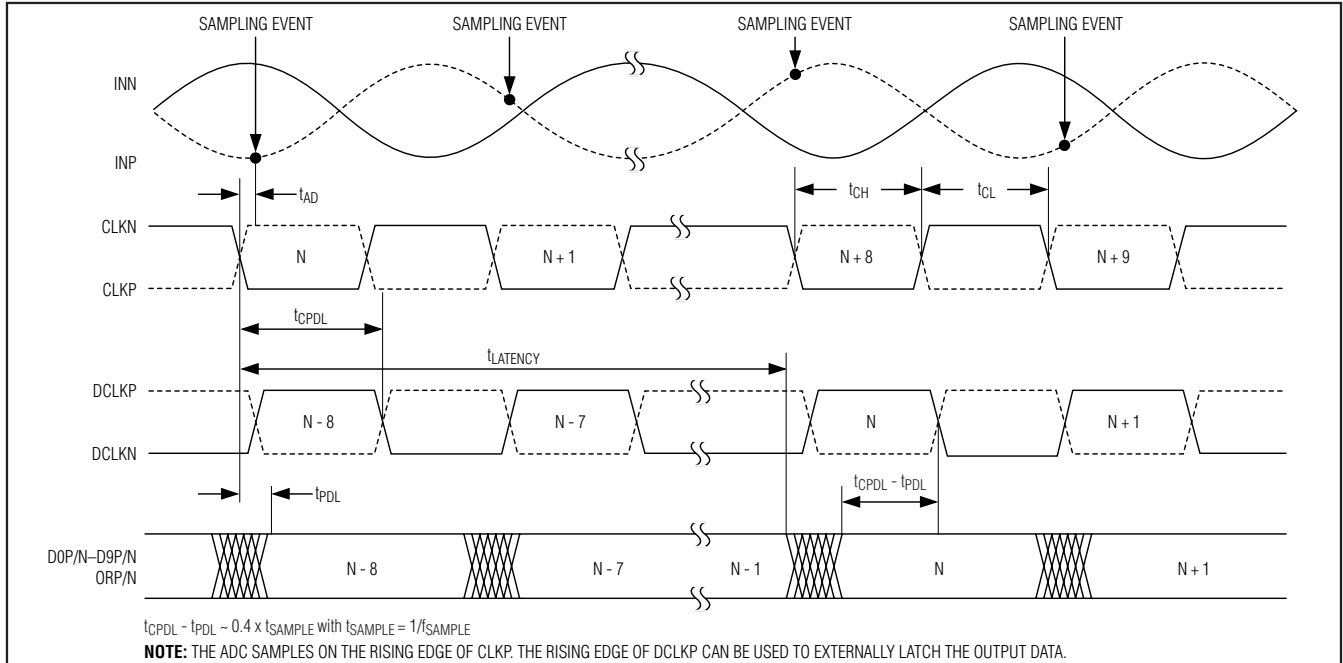 SAMPLING EVENT SAMPLING EVENT SAMPLING EVENT SAMPLING EVENT
INN
INP
tAD
tCH tCL
CLKN
N N + 1 N + 8 N + 9
CLKP
tCPDL
tLATENCY
DCLKP
N - 8 N - 7 N N + 1
DCLKN
tPDL
tCPDL - tPDL
D0P/N–D9P/N
ORP/N
N - 8 N - 7 N - 1 N N + 1
tCPDL - tPDL ~ 0.4 x tSAMPLE with tSAMPLE = 1/fSAMPLE
NOTE: THE ADC SAMPLES ON THE RISING EDGE OF CLKP. THE RISING EDGE OF DCLKP CAN BE USED TO EXTERNALLY LATCH THE OUTPUT DATA.